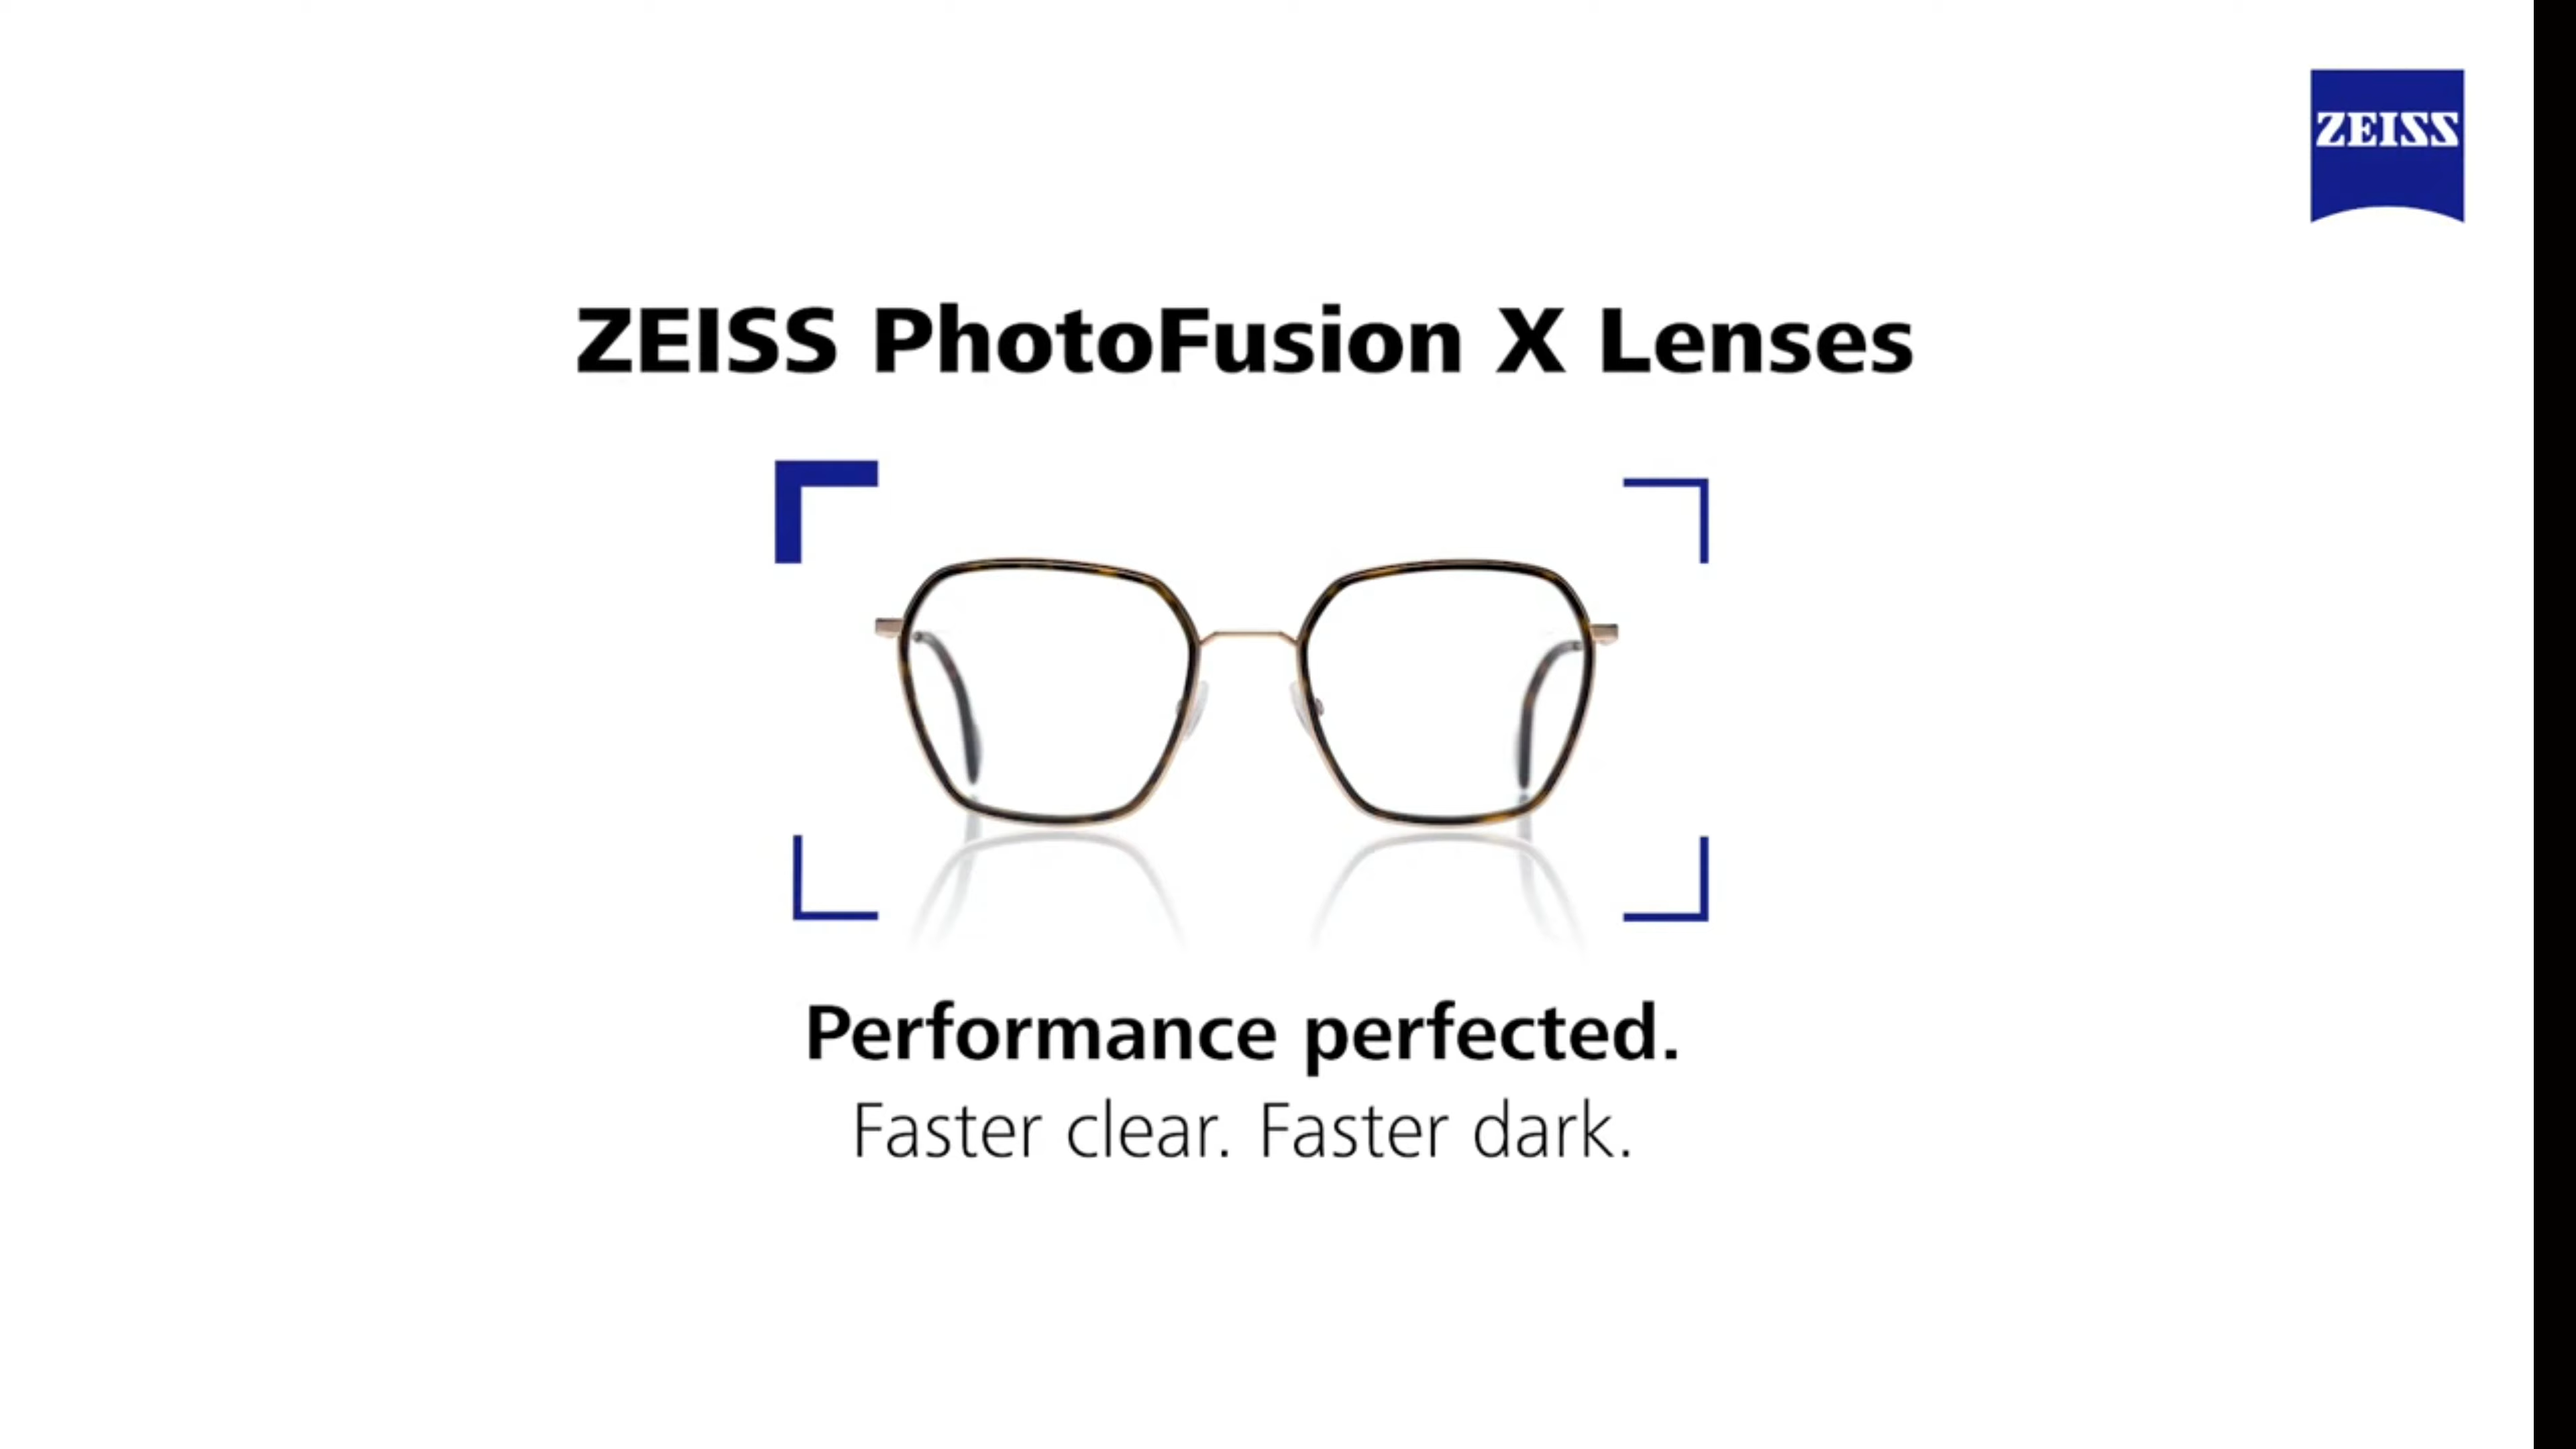 ZEISS
ZEISS PhotoFusion X Lenses
Performance perfected.
Faster clear. Faster dark.